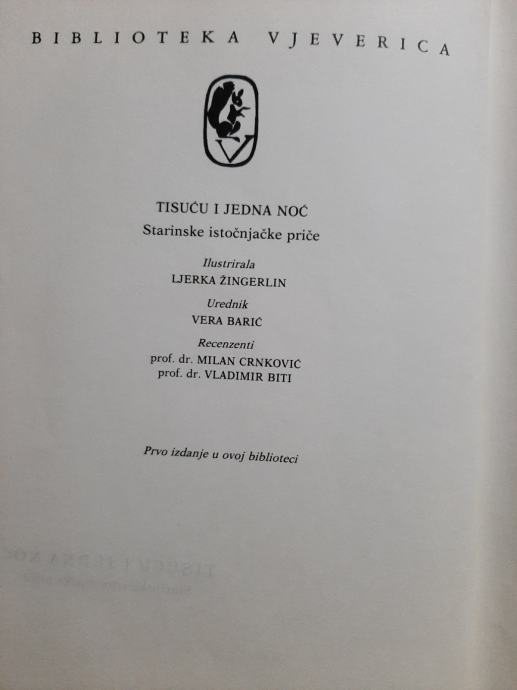 BIBLIOTEKA VJEVERICA
V
TISUĆU I JEDNA NOĆ
Starinske istočnjačke priče
Ilustrirala
LJERKA ŽINGERLIN
Urednik
VERA BARIĆ
Recenzenti
prof. dr. MILAN CRNKOVIĆ
prof. dr. VLADIMIR BITI
Prvo izdanje u ovoj biblioteci